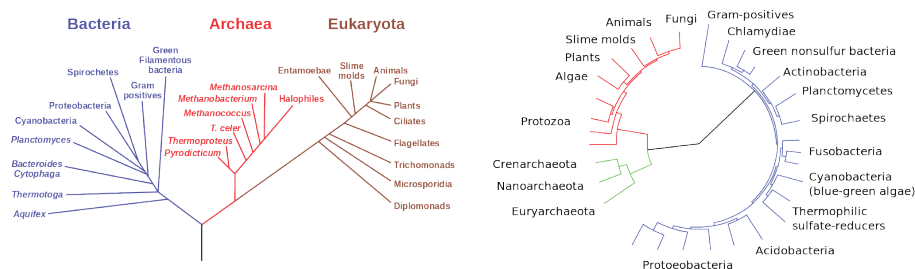 Bacteria
Archaea
Eukaryota
Green
Filamentous
bacteria
Spirochetes
Gram
positives
Proteobacteria
Cyanobacteria
Planctomyces
Bacteroides
Cytophaga
Thermotoga
Aquifex
Methanosarcina
Methanobacterium
Halophiles
Methanococcus
T. celer
Thermoproteus
Pyrodicticum
Entamoebae
Slime
molds
Animals
Fungi
Plants
Ciliates
Flagellates
Trichomonads
Microsporidia
Diplomonads
Fungi
Animals
Slime molds
Plants
Algae
Protozoa
Crenarchaeota
Nanoarchaeota
Euryarchaeota
Gram-positives
Chlamydiae
Green nonsulfur bacteria
Actinobacteria
Planctomycetes
Spirochaetes
Fusobacteria
Cyanobacteria
(blue-green algae)
Thermophilic
sulfate-reducers
Acidobacteria
Protoeobacteria